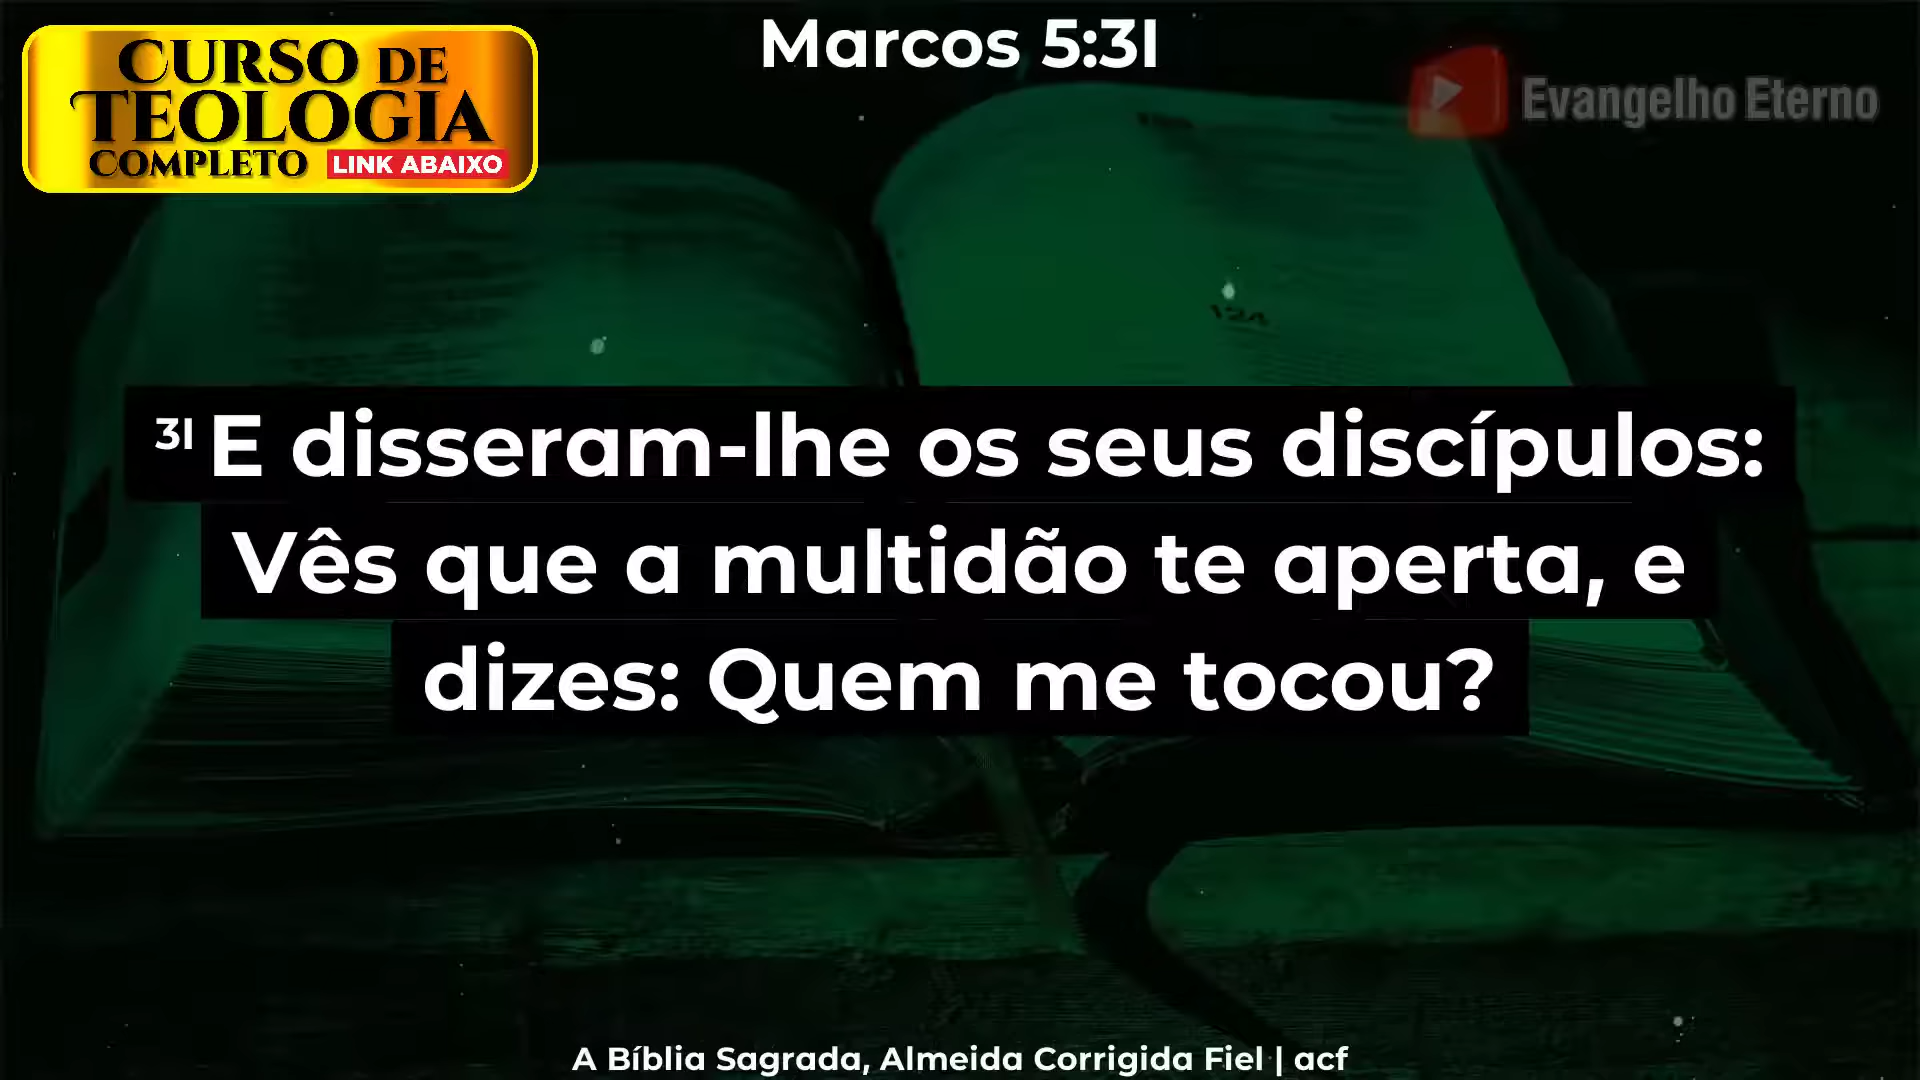 Marcos 5:31
CURSO DE
TEOLOGIA
COMPLETO LINK ABAIXO
Evangelho Eterno
124
31 E disseram-lhe os seus discípulos:
Vês que a multidão te aperta, e
dizes: Quem me tocou?
A Bíblia Sagrada, Almeida Corrigida Fiel | acf